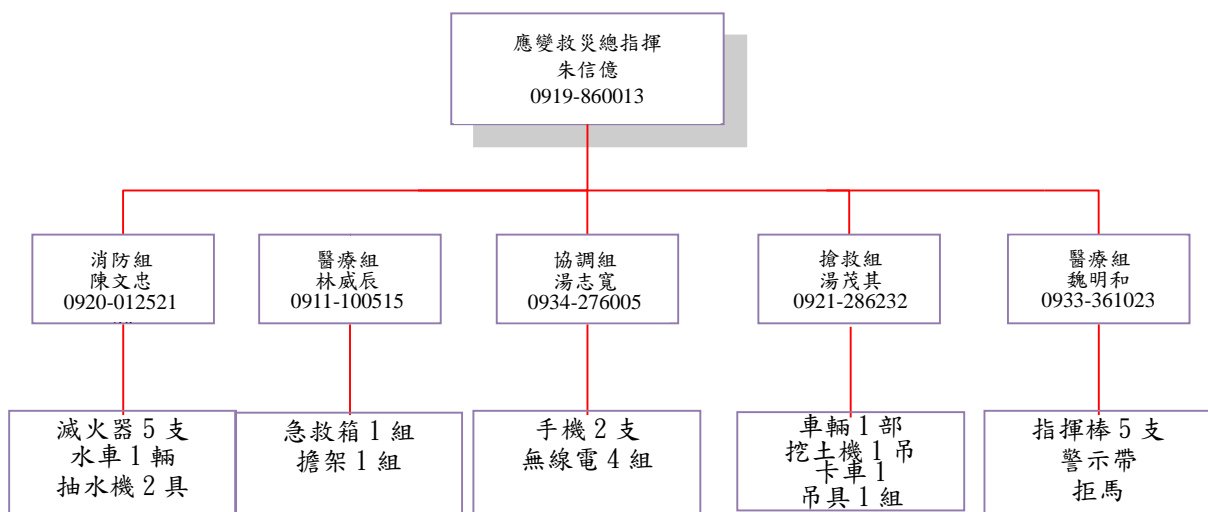 應變救災總指揮
朱信億
0919-860013
消防組
陳文忠
0920-012521
醫療組
林威辰
0911-100515
協調組
湯志寬
0934-276005
搶救組
湯茂其
0921-286232
醫療組
魏明和
0933-361023
滅火器 5 支
水車 1 輛
抽水機 2 具
急救箱 1 組
擔架 1 組
手機 2 支
無線電 4 組
車輛 1 部
挖土機 1 吊
卡車 1
吊具 1 組
指揮棒 5 支
警示帶
拒馬